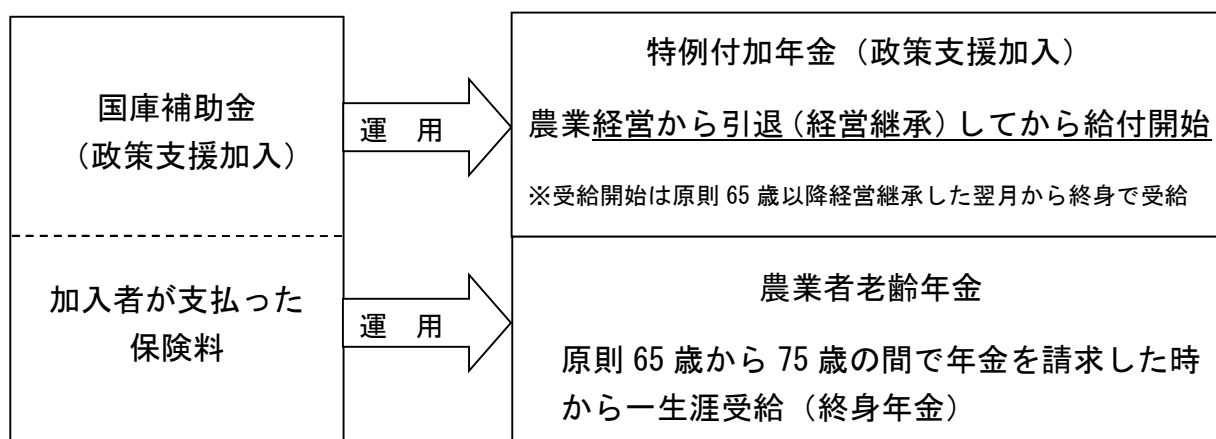 国庫補助金
（政策支援加入）
運　用
特例付加年金（政策支援加入）
農業経営から引退（経営継承）してから給付開始
※受給開始は原則 65 歳以降経営継承した翌月から終身で受給
加入者が支払った
保険料
運　用
農業者老齢年金
原則 65 歳から 75 歳の間で年金を請求した時
から一生涯受給（終身年金）